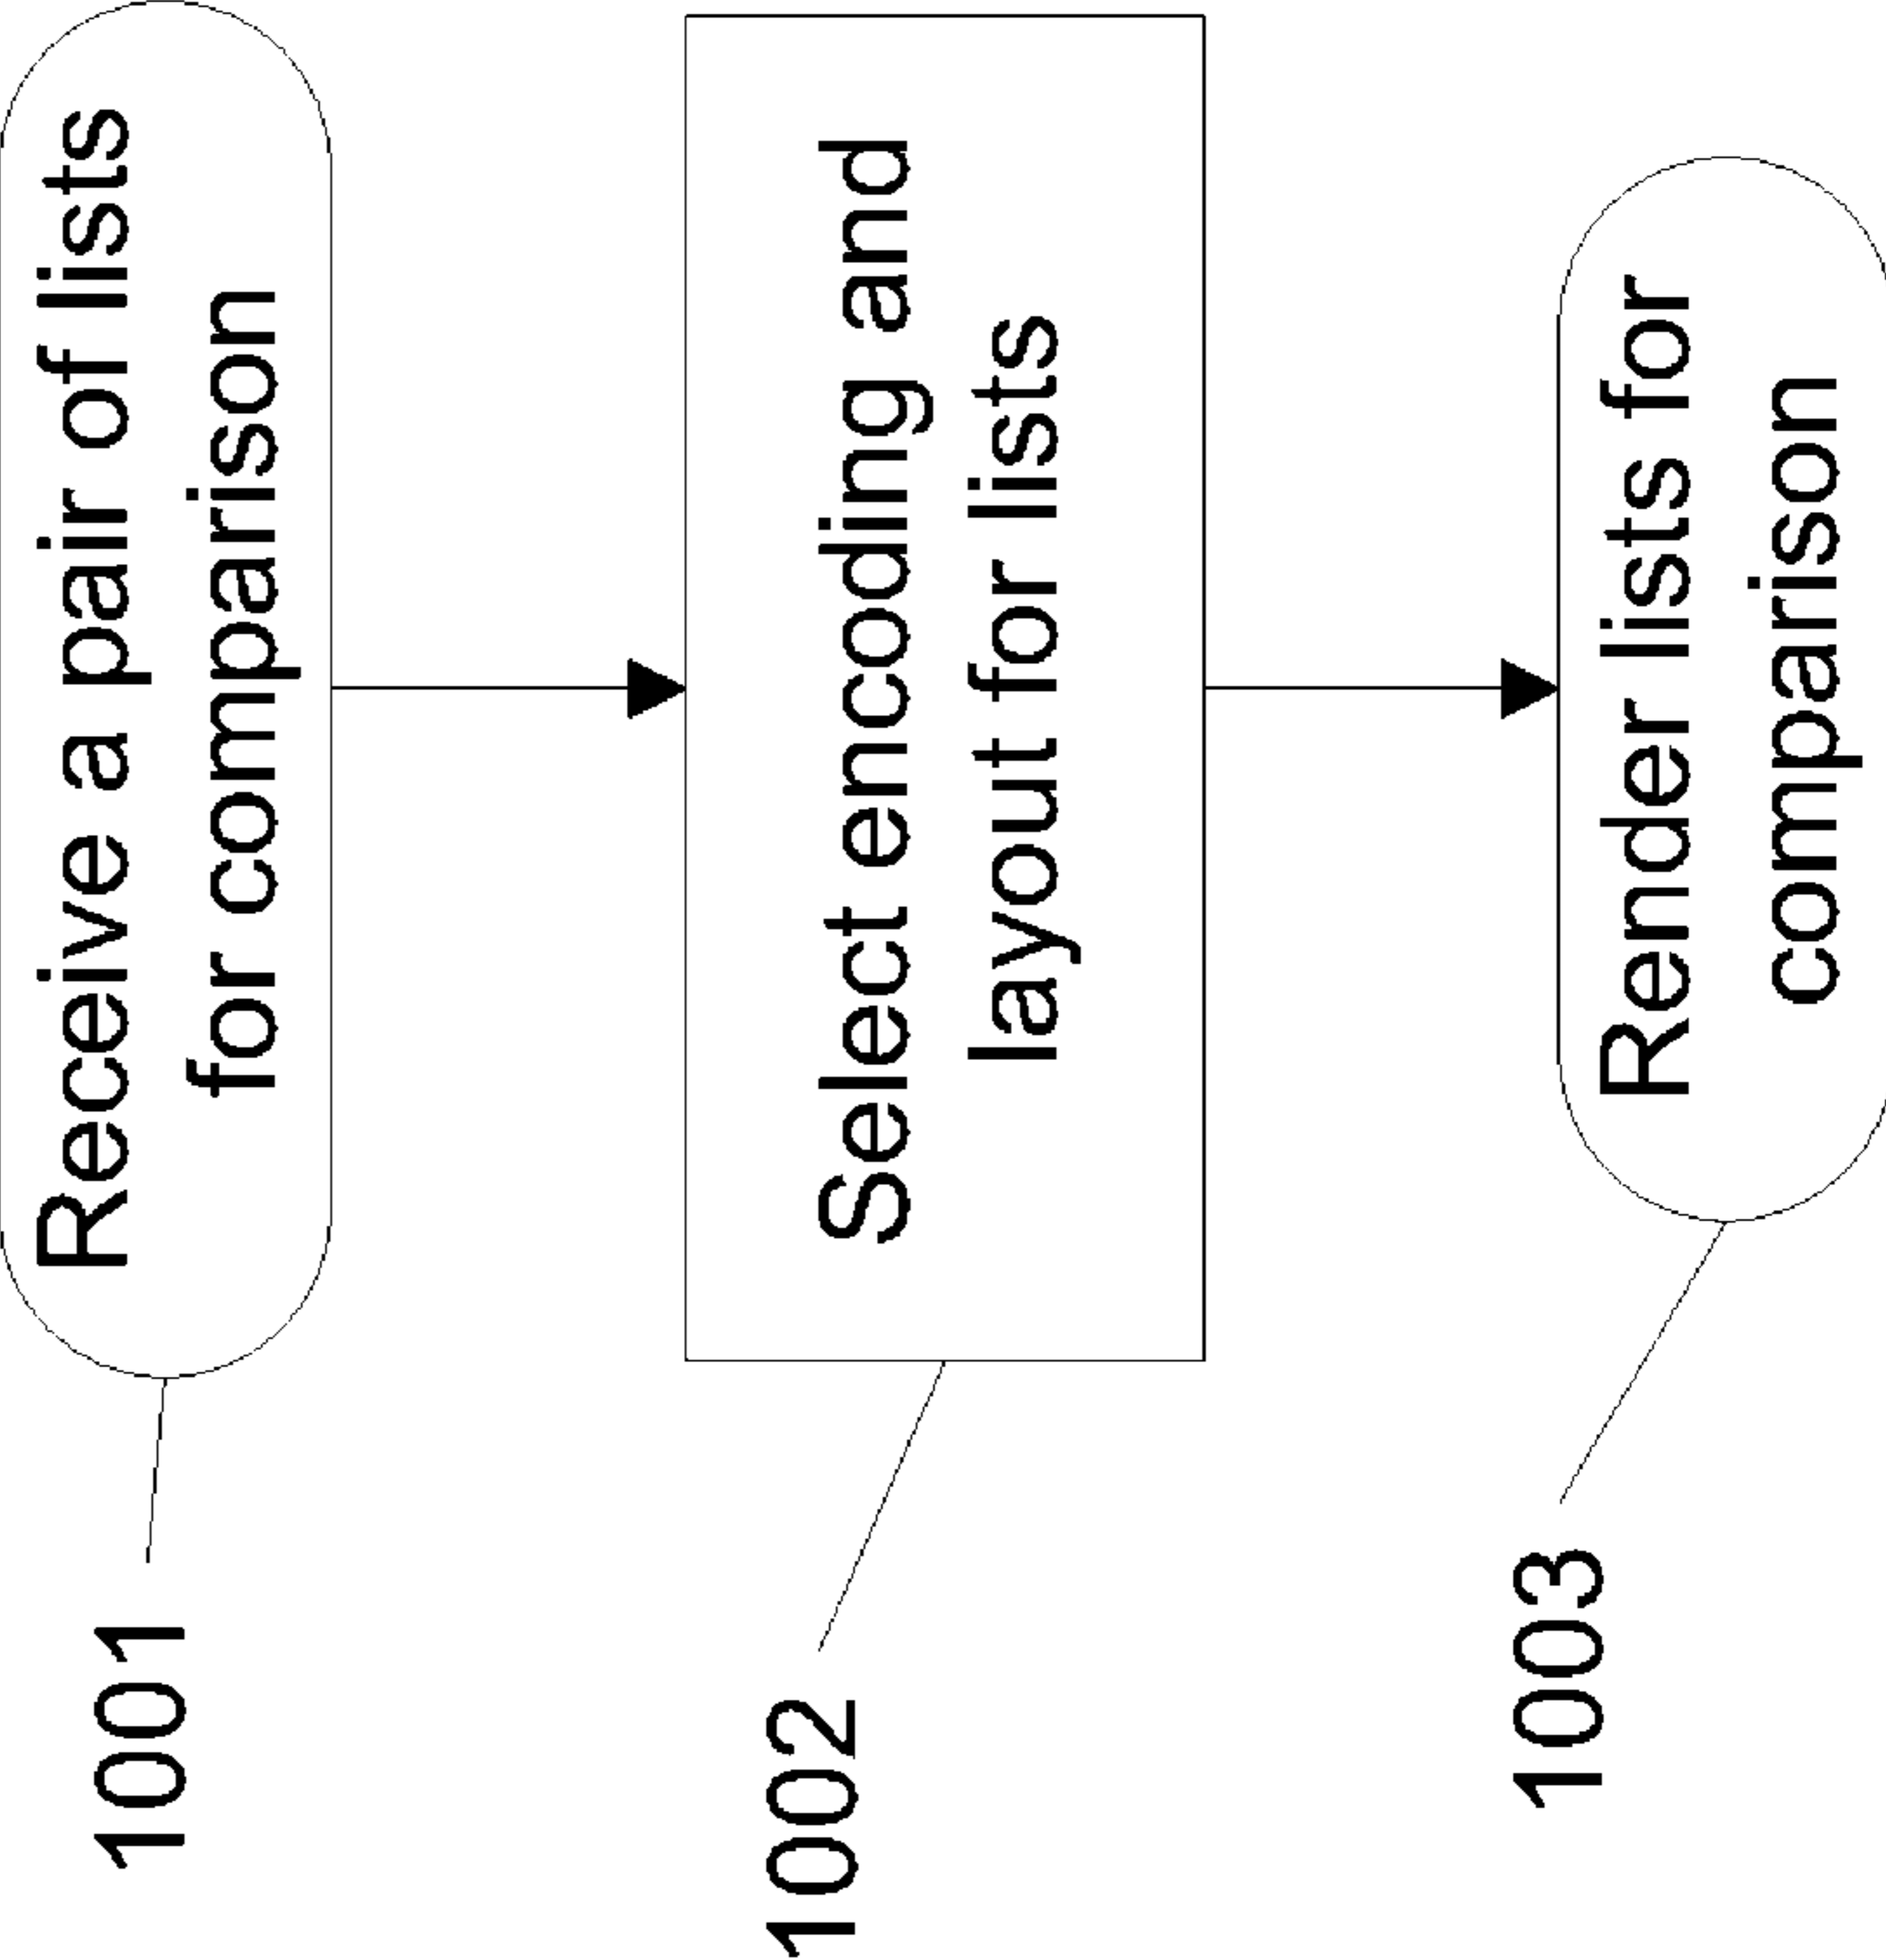 1001
Receive a pair of lists
for comparison
1002
Select encoding and
layout for lists
1003
Render lists for
comparison